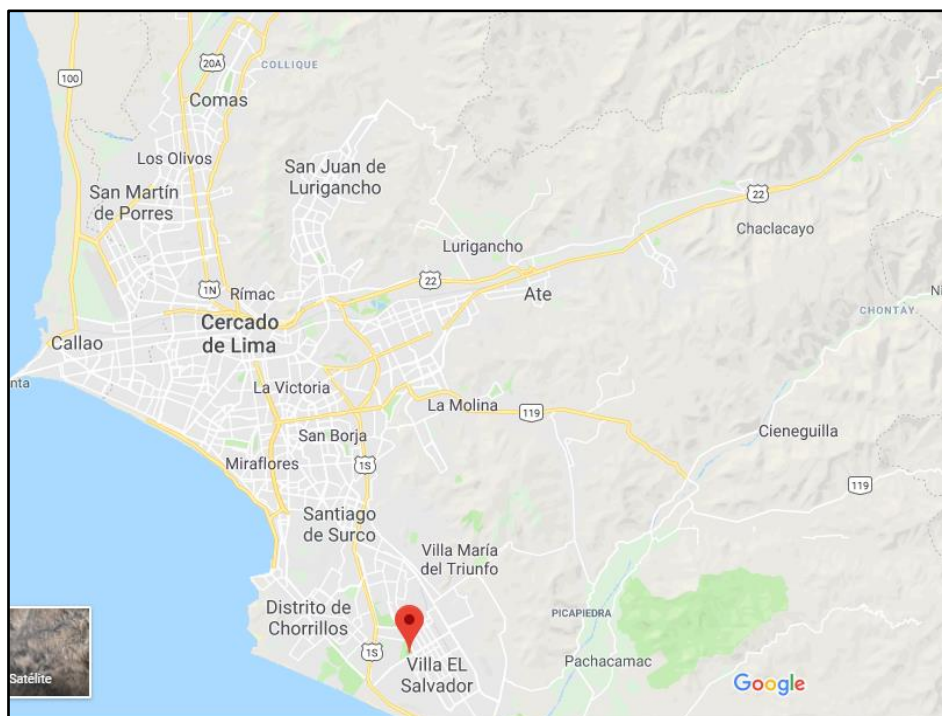 100
20A
COLLIQUE
Comas
Los Olivos
San Juan de
Lurigancho
San Martín
de Porres
22
Chaclacayo
Lurigancho
22
Ate
1N
Rímac
Cercado
de Lima
Callao
CHONTAY
La Victoria
La Molina
119
San Borja
Cieneguilla
Miraflores
1S
119
Santiago
de Surco
Villa María
del Triunfo
Distrito de
Chorrillos
PICAPIEDRA
1S
Villa EL
Salvador
Pachacamac
Satélite
Google